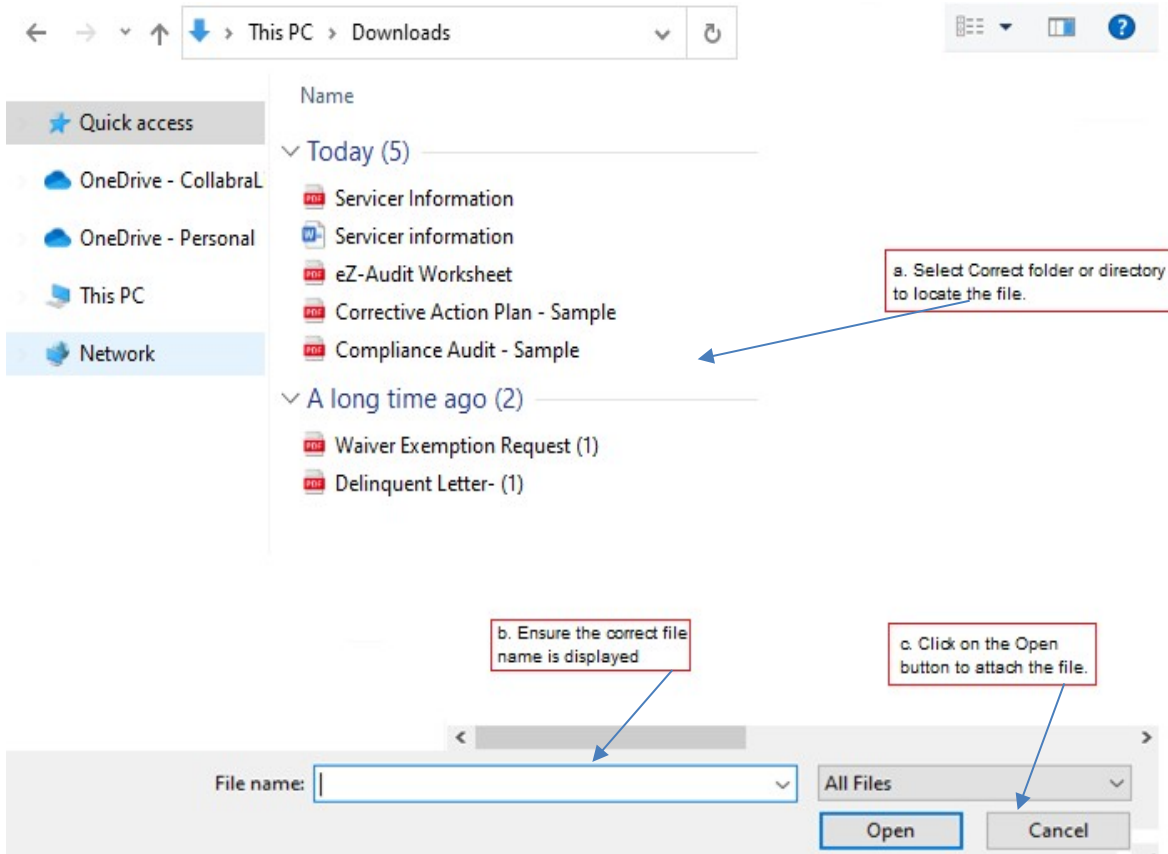 This PC > Downloads
Name
Quick access
Today (5)
OneDrive - CollabraL
Servicer Information
OneDrive - Personal
Servicer information
eZ-Audit Worksheet
a. Select Correct folder or directory
to locate the file.
This PC
Corrective Action Plan - Sample
Network
Compliance Audit - Sample
A long time ago (2)
Waiver Exemption Request (1)
Delinquent Letter- (1)
b. Ensure the correct file
name is displayed
c. Click on the Open
button to attach the file.
File name:
All Files
Open
Cancel